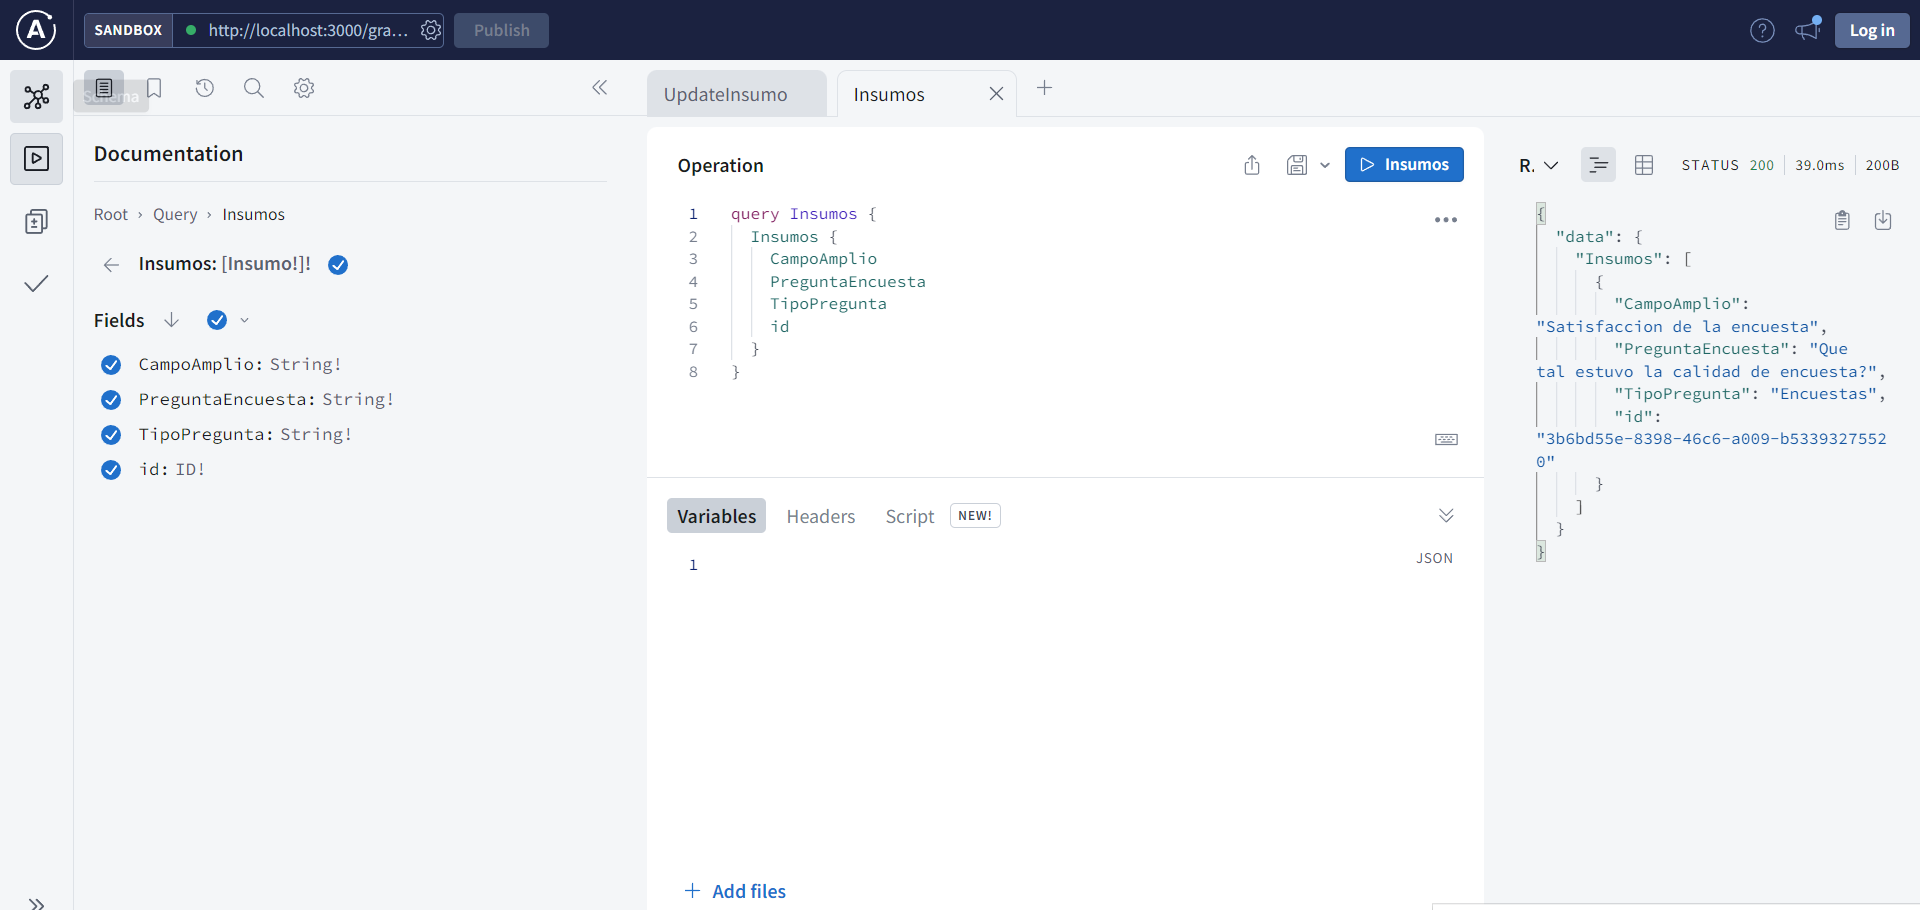 SANDBOX
http://localhost:3000/gra...
Publish
Log in
Schema
UpdateInsumo
Insumos
Documentation
Root › Query › Insumos
Insumos: [Insumo!]!
Fields
CampoAmplio: String!
PreguntaEncuesta: String!
TipoPregunta: String!
id: ID!
Operation
Insumos
1 query Insumos {
2 Insumos {
3 CampoAmplio
4 PreguntaEncuesta
5 TipoPregunta
6 id
7 }
8 }
Variables
Headers
Script
NEW!
JSON
1
Add files
R.
STATUS 200
39.0ms
200B
{
"data": {
"Insumos": [
{
"CampoAmplio":
"Satisfaccion de la encuesta",
"PreguntaEncuesta": "Que
tal estuvo la calidad de encuesta?",
"TipoPregunta": "Encuestas",
"id":
"3b6bd55e-8398-46c6-a009-b5339327552
0"
}
]
}
}